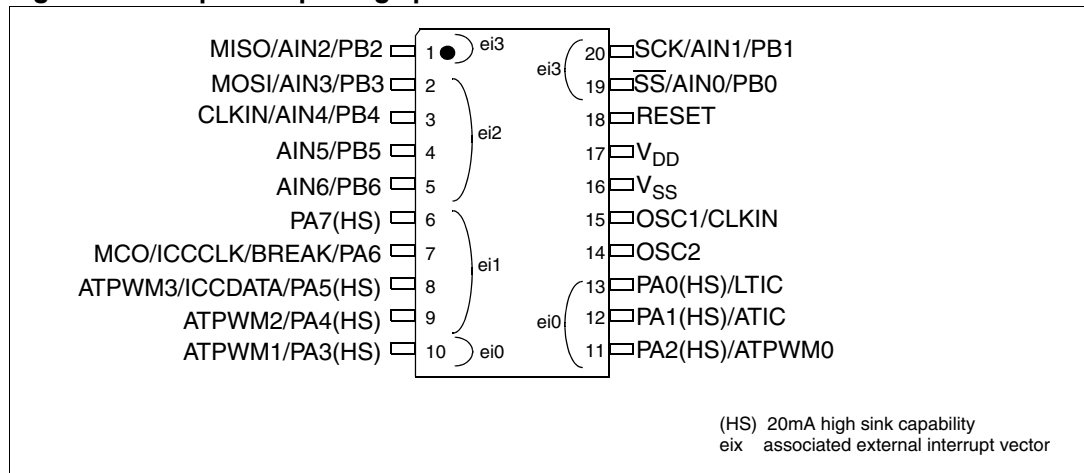 MISO/AIN2/PB2 1 ei3
MOSI/AIN3/PB3 2
CLKIN/AIN4/PB4 3
ei2
AIN5/PB5 4
AIN6/PB6 5
PA7(HS) 6
MCO/ICCCLK/BREAK/PA6 7
ei1
ATPWM3/ICCDATA/PA5(HS) 8
ATPWM2/PA4(HS) 9
ATPWM1/PA3(HS) 10 ei0
20 SCK/AIN1/PB1
ei3
19 S̅S̅/AIN0/PB0
18 RESET
17 VDD
16 VSS
15 OSC1/CLKIN
14 OSC2
13 PA0(HS)/LTIC
ei0 12 PA1(HS)/ATIC
11 PA2(HS)/ATPWM0
(HS) 20mA high sink capability
eix associated external interrupt vector